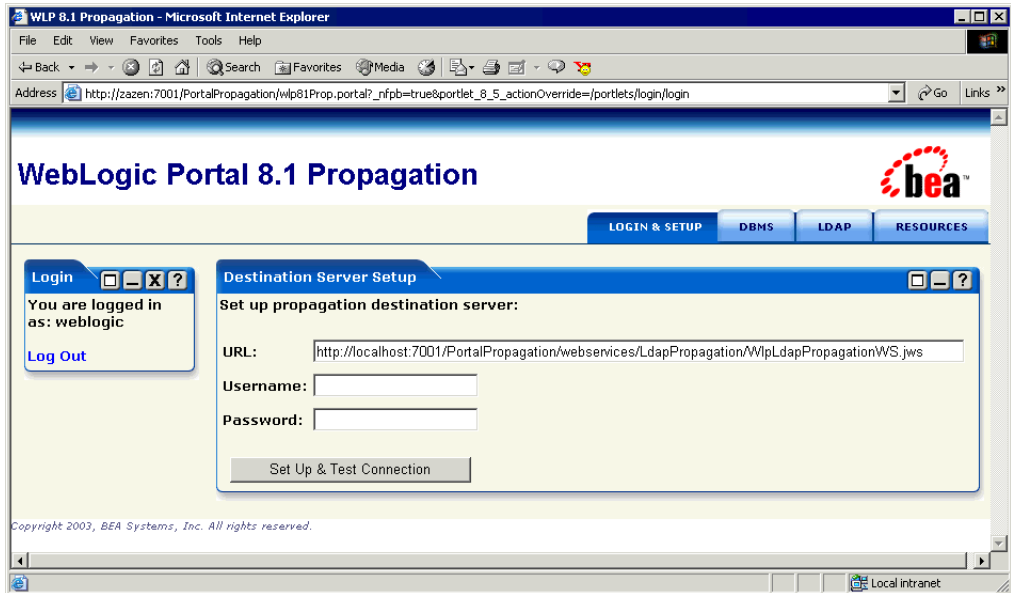 WLP 8.1 Propagation - Microsoft Internet Explorer
File Edit View Favorites Tools Help
Back Search Favorites Media
Address http://zazen:7001/PortalPropagation/wlp81Prop.portal?_nfpb=true&portlet_8_5_actionOverride=/portlets/login/login Go Links »
WebLogic Portal 8.1 Propagation
bea™
LOGIN & SETUP DBMS LDAP RESOURCES
Login
You are logged in
as: weblogic
Log Out
Destination Server Setup
Set up propagation destination server:
URL: http://localhost:7001/PortalPropagation/webservices/LdapPropagation/WlpLdapPropagationWS.jws
Username:
Password:
Set Up & Test Connection
Copyright 2003, BEA Systems, Inc. All rights reserved.
Local intranet